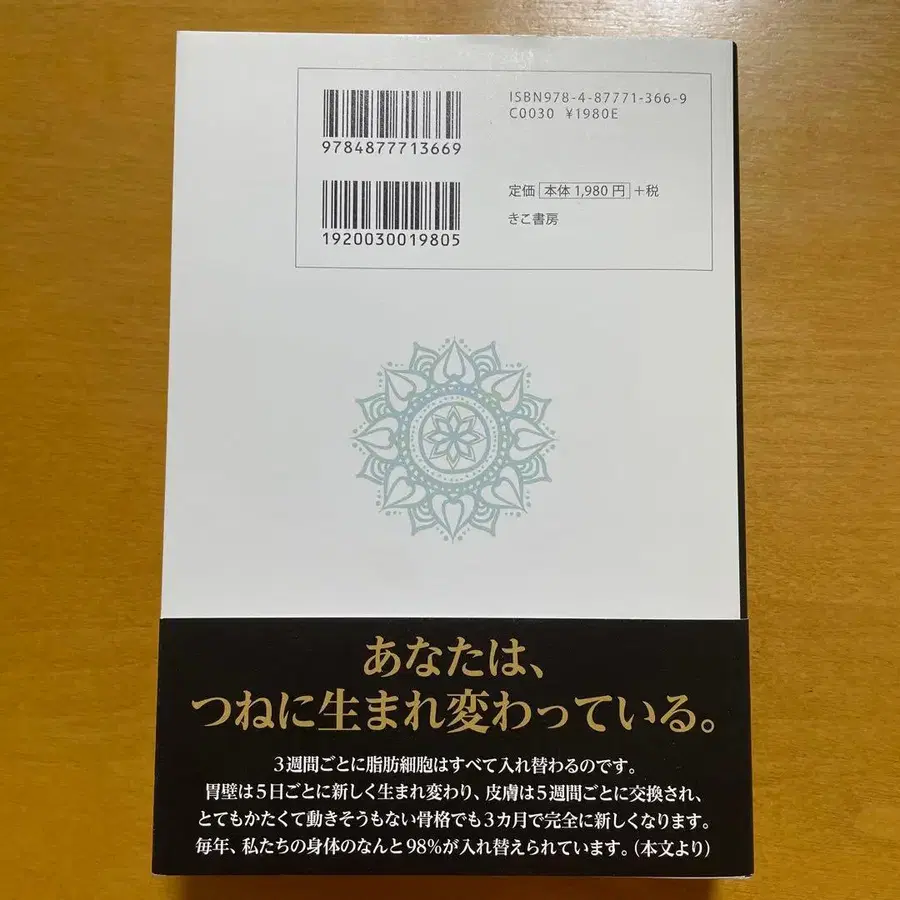 ISBN978-4-87771-366-9
C0030 ¥1980E
9784877713669
定価 本体1,980円 +税
1920030019805
きこ書房
あなたは、
つねに生まれ変わっている。
3週間ごとに脂肪細胞はすべて入れ替わるのです。
胃壁は5日ごとに新しく生まれ変わり、皮膚は5週間ごとに交換され、
とてもかたくて動きそうもない骨格でも3カ月で完全に新しくなります。
毎年、私たちの身体のなんと98%が入れ替えられています。(本文より)